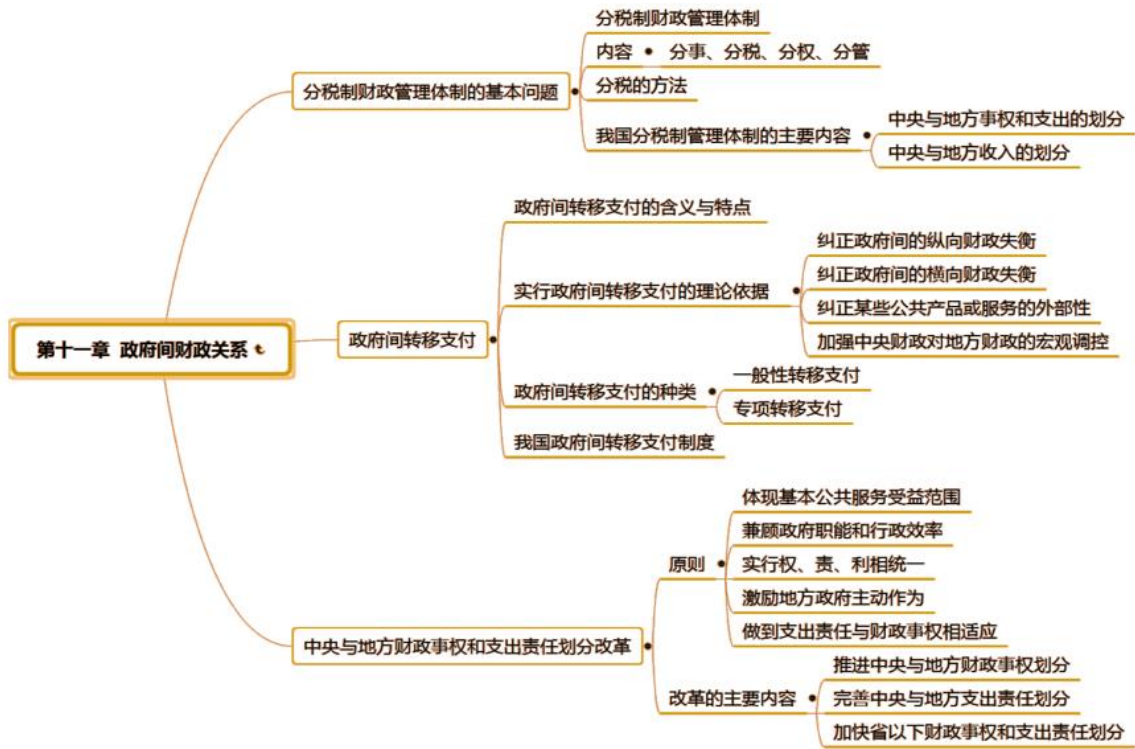 第十一章 政府间财政关系
分税制财政管理体制的基本问题
分税制财政管理体制
内容
分事、分税、分权、分管
分税的方法
我国分税制管理体制的主要内容
中央与地方事权和支出的划分
中央与地方收入的划分
政府间转移支付
政府间转移支付的含义与特点
实行政府间转移支付的理论依据
纠正政府间的纵向财政失衡
纠正政府间的横向财政失衡
纠正某些公共产品或服务的外部性
加强中央财政对地方财政的宏观调控
政府间转移支付的种类
一般性转移支付
专项转移支付
我国政府间转移支付制度
中央与地方财政事权和支出责任划分改革
原则
体现基本公共服务受益范围
兼顾政府职能和行政效率
实行权、责、利相统一
激励地方政府主动作为
做到支出责任与财政事权相适应
改革的主要内容
推进中央与地方财政事权划分
完善中央与地方支出责任划分
加快省以下财政事权和支出责任划分